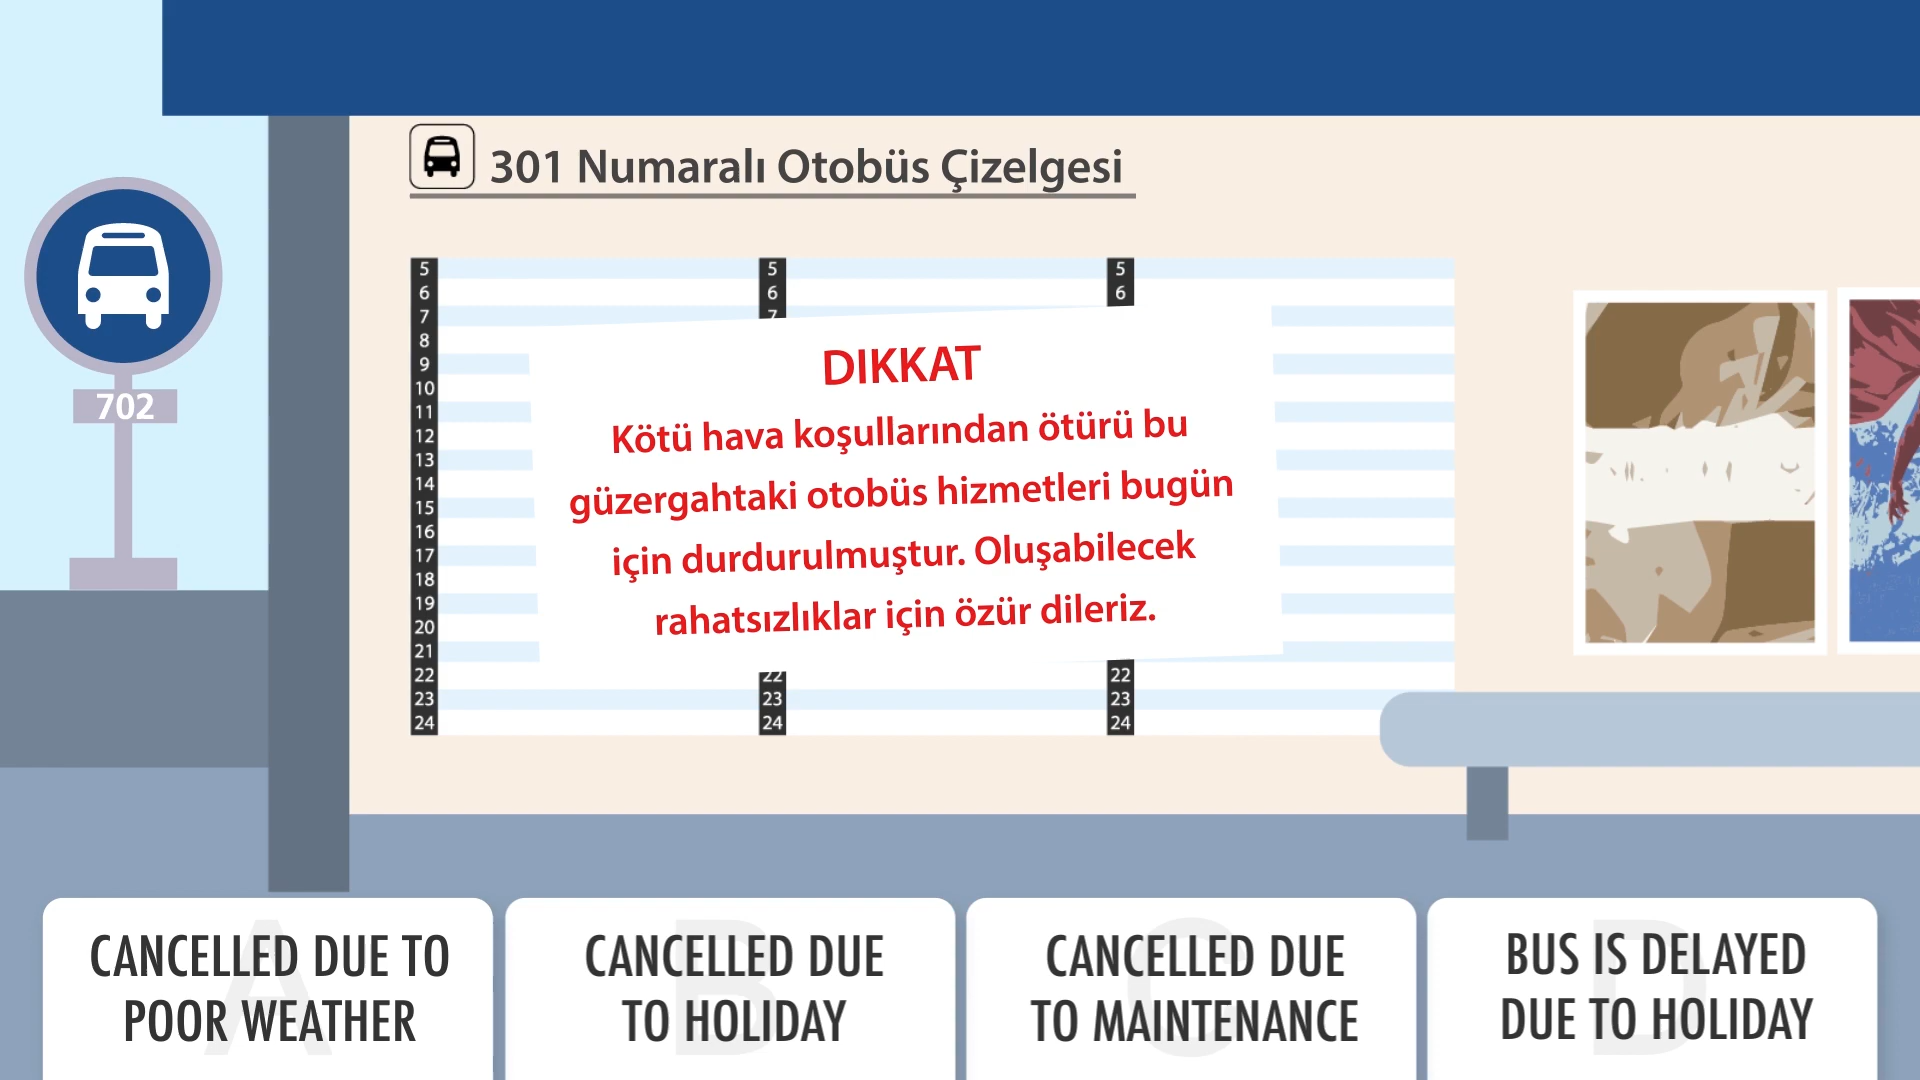 301 Numaralı Otobüs Çizelgesi
702
5 5 5
6 6 6
7 7
8
9
10
11
12
13
14
15
16
17
18
19
20
21
22 22 22
23 23 23
24 24 24
DIKKAT
Kötü hava koşullarından ötürü bu
güzergahtaki otobüs hizmetleri bugün
için durdurulmuştur. Oluşabilecek
rahatsızlıklar için özür dileriz.
A
CANCELLED DUE TO
POOR WEATHER
B
CANCELLED DUE
TO HOLIDAY
C
CANCELLED DUE
TO MAINTENANCE
D
BUS IS DELAYED
DUE TO HOLIDAY